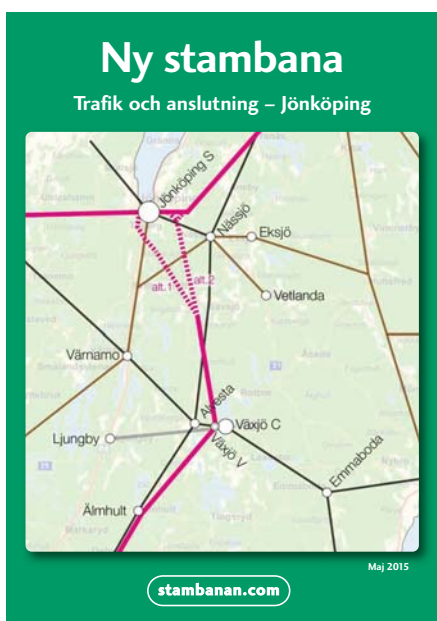 Ny stambana
Trafik och anslutning – Jönköping
Jönköping S
Nässjö
Eksjö
alt.1
alt.2
Vetlanda
Värnamo
Alvesta
Växjö C
Ljungby
Växjö V
Emmaboda
Älmhult
Maj 2015
stambanan.com